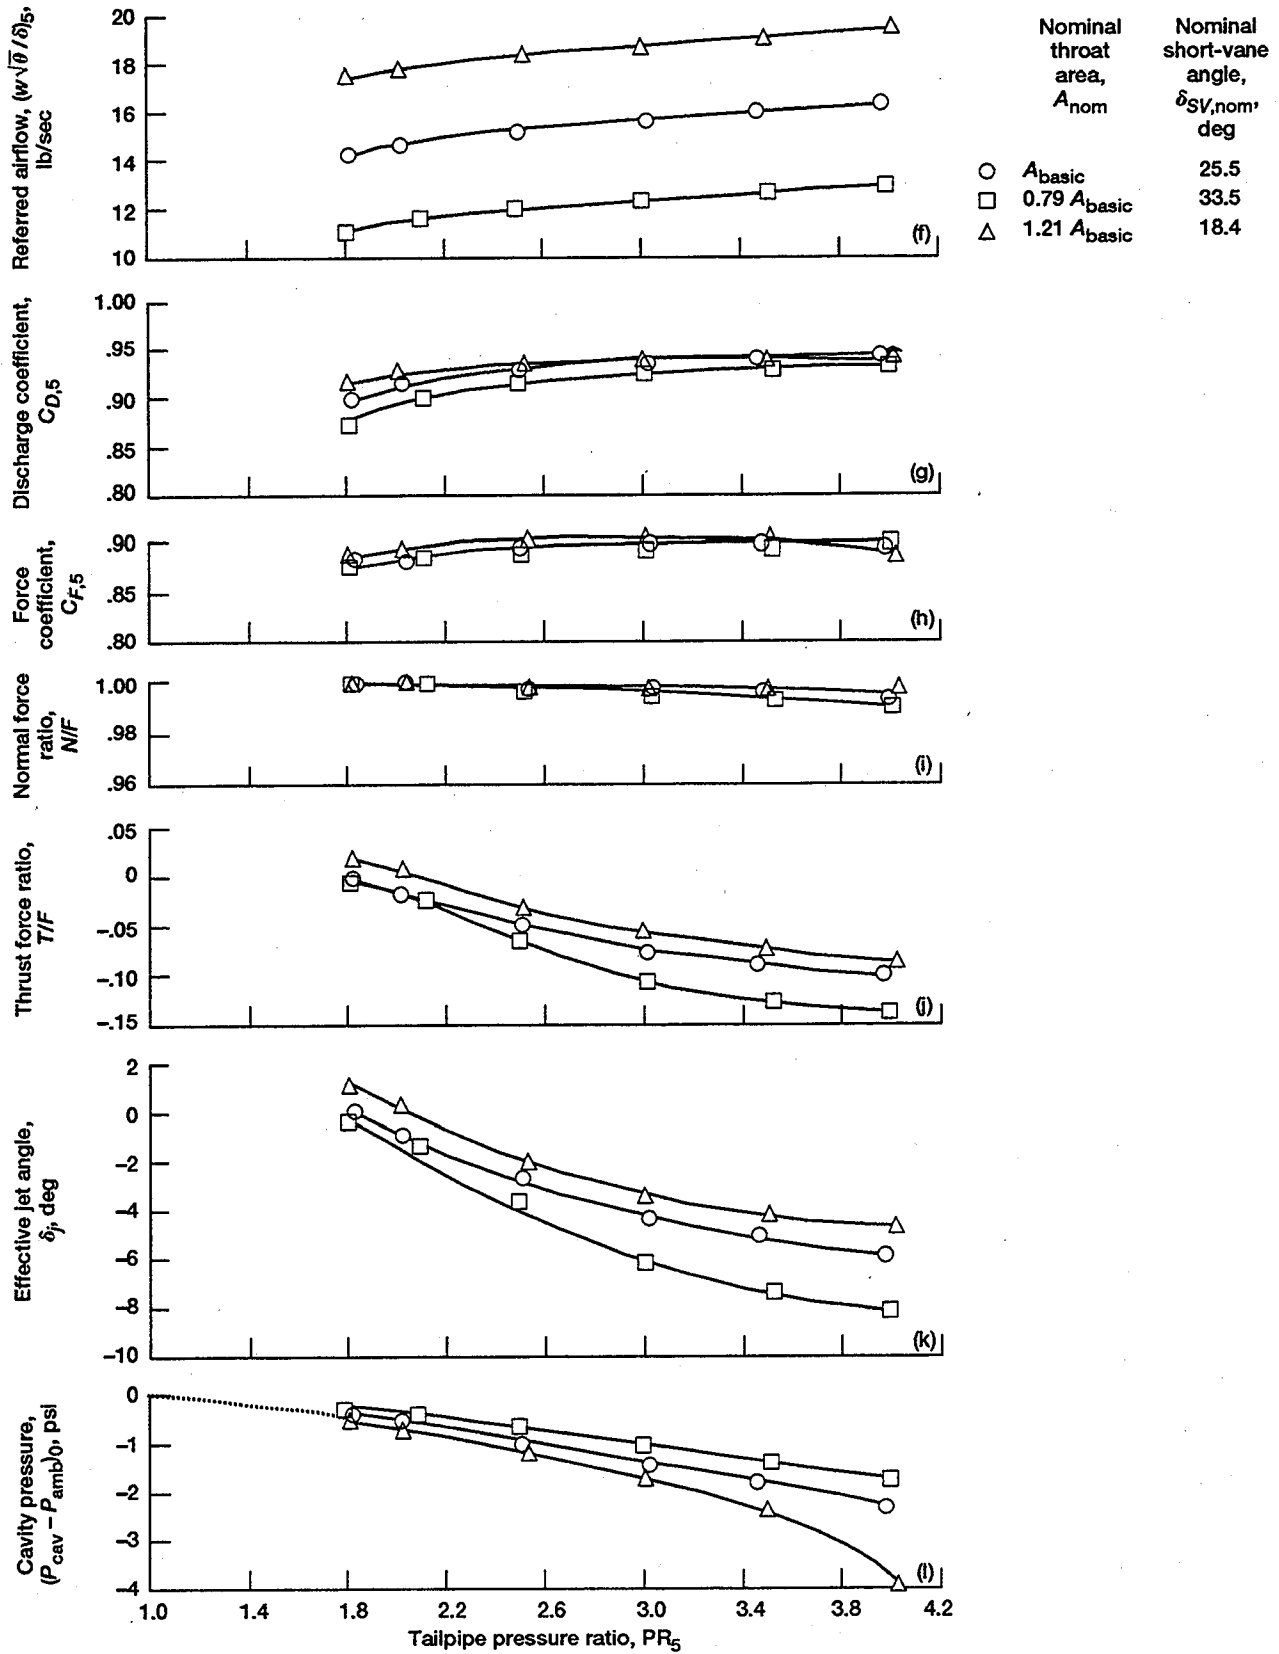 Nominal
throat
area,
Anom
Nominal
short-vane
angle,
δSV,nom,
deg
Abasic 25.5
0.79 Abasic 33.5
1.21 Abasic 18.4
Referred airflow, (w√θ/δ)5,
lb/sec
20
18
16
14
12
10
(f)
Discharge coefficient,
CD,5
1.00
.95
.90
.85
.80
(g)
Force
coefficient,
CF,5
.90
.85
.80
(h)
Normal force
ratio,
N/F
1.00
.98
.96
(i)
Thrust force ratio,
T/F
.05
0
-.05
-.10
-.15
(j)
Effective jet angle,
δj, deg
2
0
-2
-4
-6
-8
-10
(k)
Cavity pressure,
(Pcav – Pamb)0, psi
0
-1
-2
-3
-4
(l)
1.0 1.4 1.8 2.2 2.6 3.0 3.4 3.8 4.2
Tailpipe pressure ratio, PR5